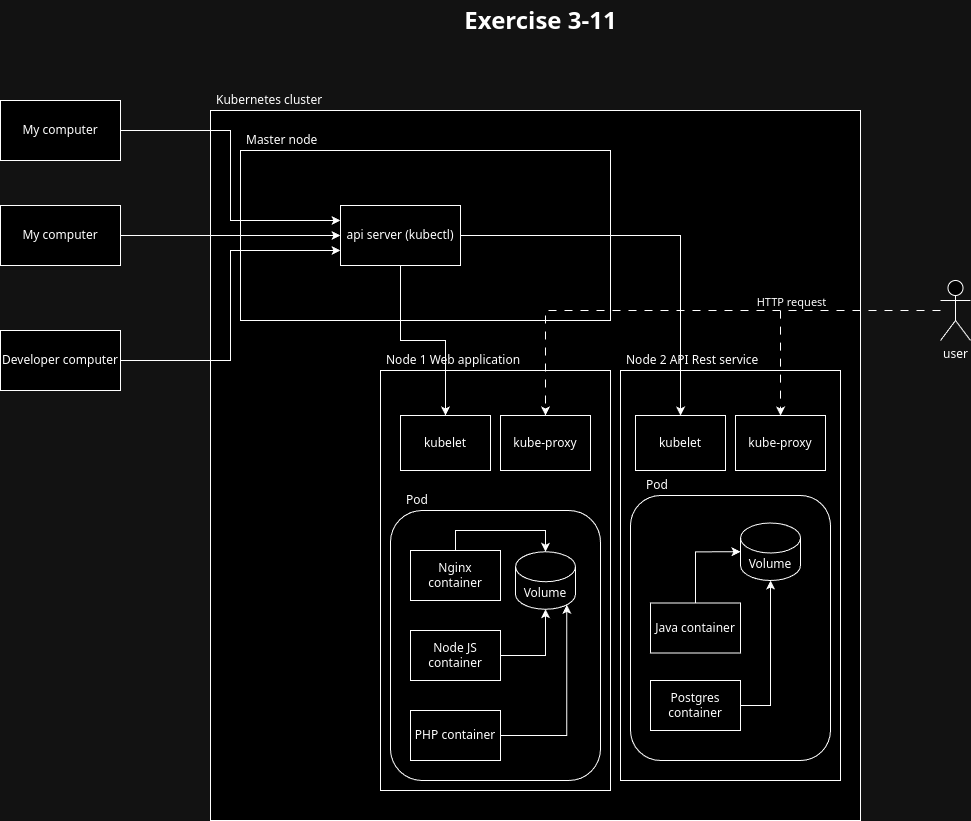 Exercise 3-11
Kubernetes cluster
My computer
Master node
My computer
api server (kubectl)
Developer computer
HTTP request
user
Node 1 Web application
Node 2 API Rest service
kubelet
kube-proxy
kubelet
kube-proxy
Pod
Nginx
container
Volume
Node JS
container
PHP container
Pod
Volume
Java container
Postgres
container